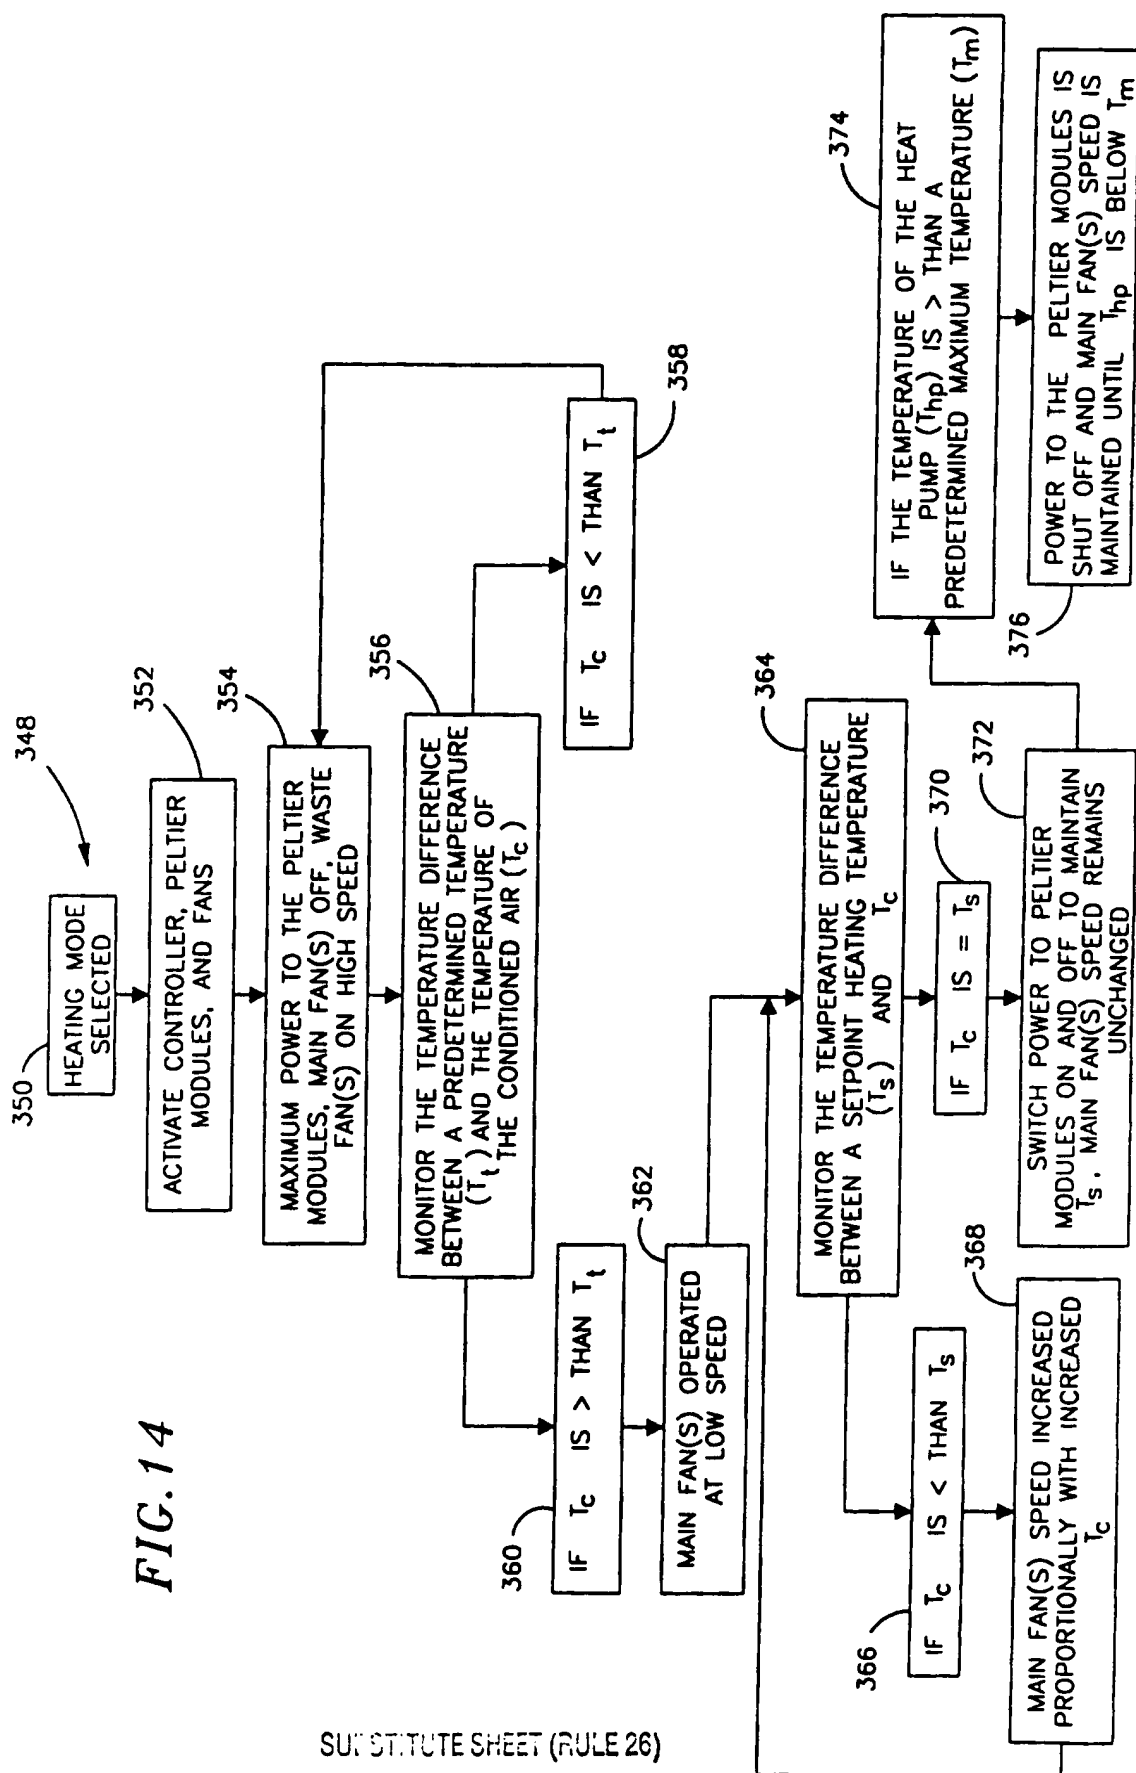 FIG.14
348
350
HEATING MODE
SELECTED
352
ACTIVATE CONTROLLER, PELTIER
MODULES, AND FANS
354
MAXIMUM POWER TO THE PELTIER
MODULES, MAIN FAN(S) OFF, WASTE
FAN(S) ON HIGH SPEED
356
MONITOR THE TEMPERATURE DIFFERENCE
BETWEEN A PREDETERMINED TEMPERATURE
(Tt) AND THE TEMPERATURE OF
THE CONDITIONED AIR (Tc)
IF Tc IS < THAN Tt
358
360
IF Tc IS > THAN Tt
362
MAIN FAN(S) OPERATED
AT LOW SPEED
364
MONITOR THE TEMPERATURE DIFFERENCE
BETWEEN A SETPOINT HEATING TEMPERATURE
(Ts) AND Tc
366
IF Tc IS < THAN Ts
368
MAIN FAN(S) SPEED INCREASED
PROPORTIONALLY WITH INCREASED
Tc
370
IF Tc IS = Ts
372
SWITCH POWER TO PELTIER
MODULES ON AND OFF TO MAINTAIN
Ts, MAIN FAN(S) SPEED REMAINS
UNCHANGED
374
IF THE TEMPERATURE OF THE HEAT
PUMP (Thp) IS > THAN A
PREDETERMINED MAXIMUM TEMPERATURE (Tm)
376
POWER TO THE PELTIER MODULES IS
SHUT OFF AND MAIN FAN(S) SPEED IS
MAINTAINED UNTIL Thp IS BELOW Tm
SUBSTITUTE SHEET (RULE 26)